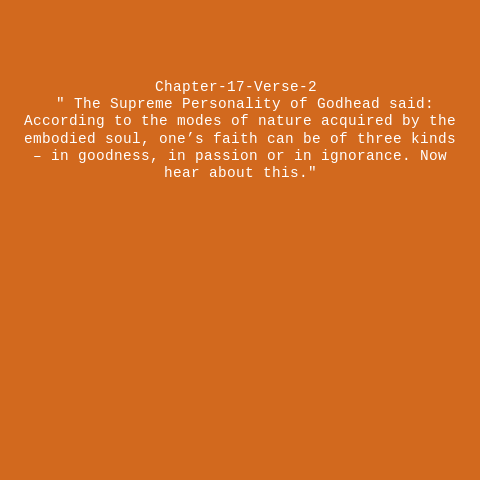 Chapter-17-Verse-2
" The Supreme Personality of Godhead said:
According to the modes of nature acquired by the
embodied soul, one’s faith can be of three kinds
– in goodness, in passion or in ignorance. Now
hear about this."